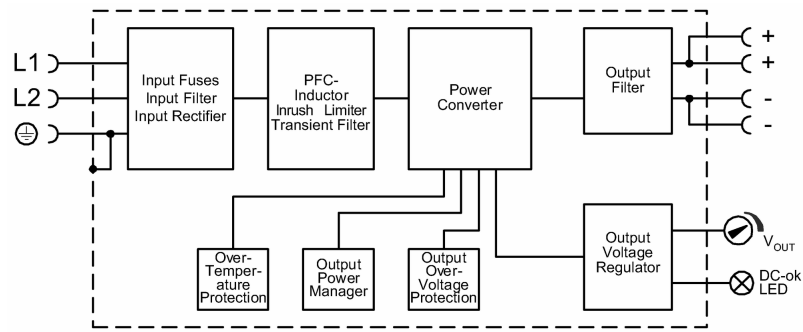 L1
L2
Input Fuses
Input Filter
Input Rectifier
PFC-
Inductor
Inrush Limiter
Transient Filter
Power
Converter
Output
Filter
+
+
-
-
Over-
Temper-
ature
Protection
Output
Power
Manager
Output
Over-
Voltage
Protection
Output
Voltage
Regulator
VOUT
DC-ok
LED